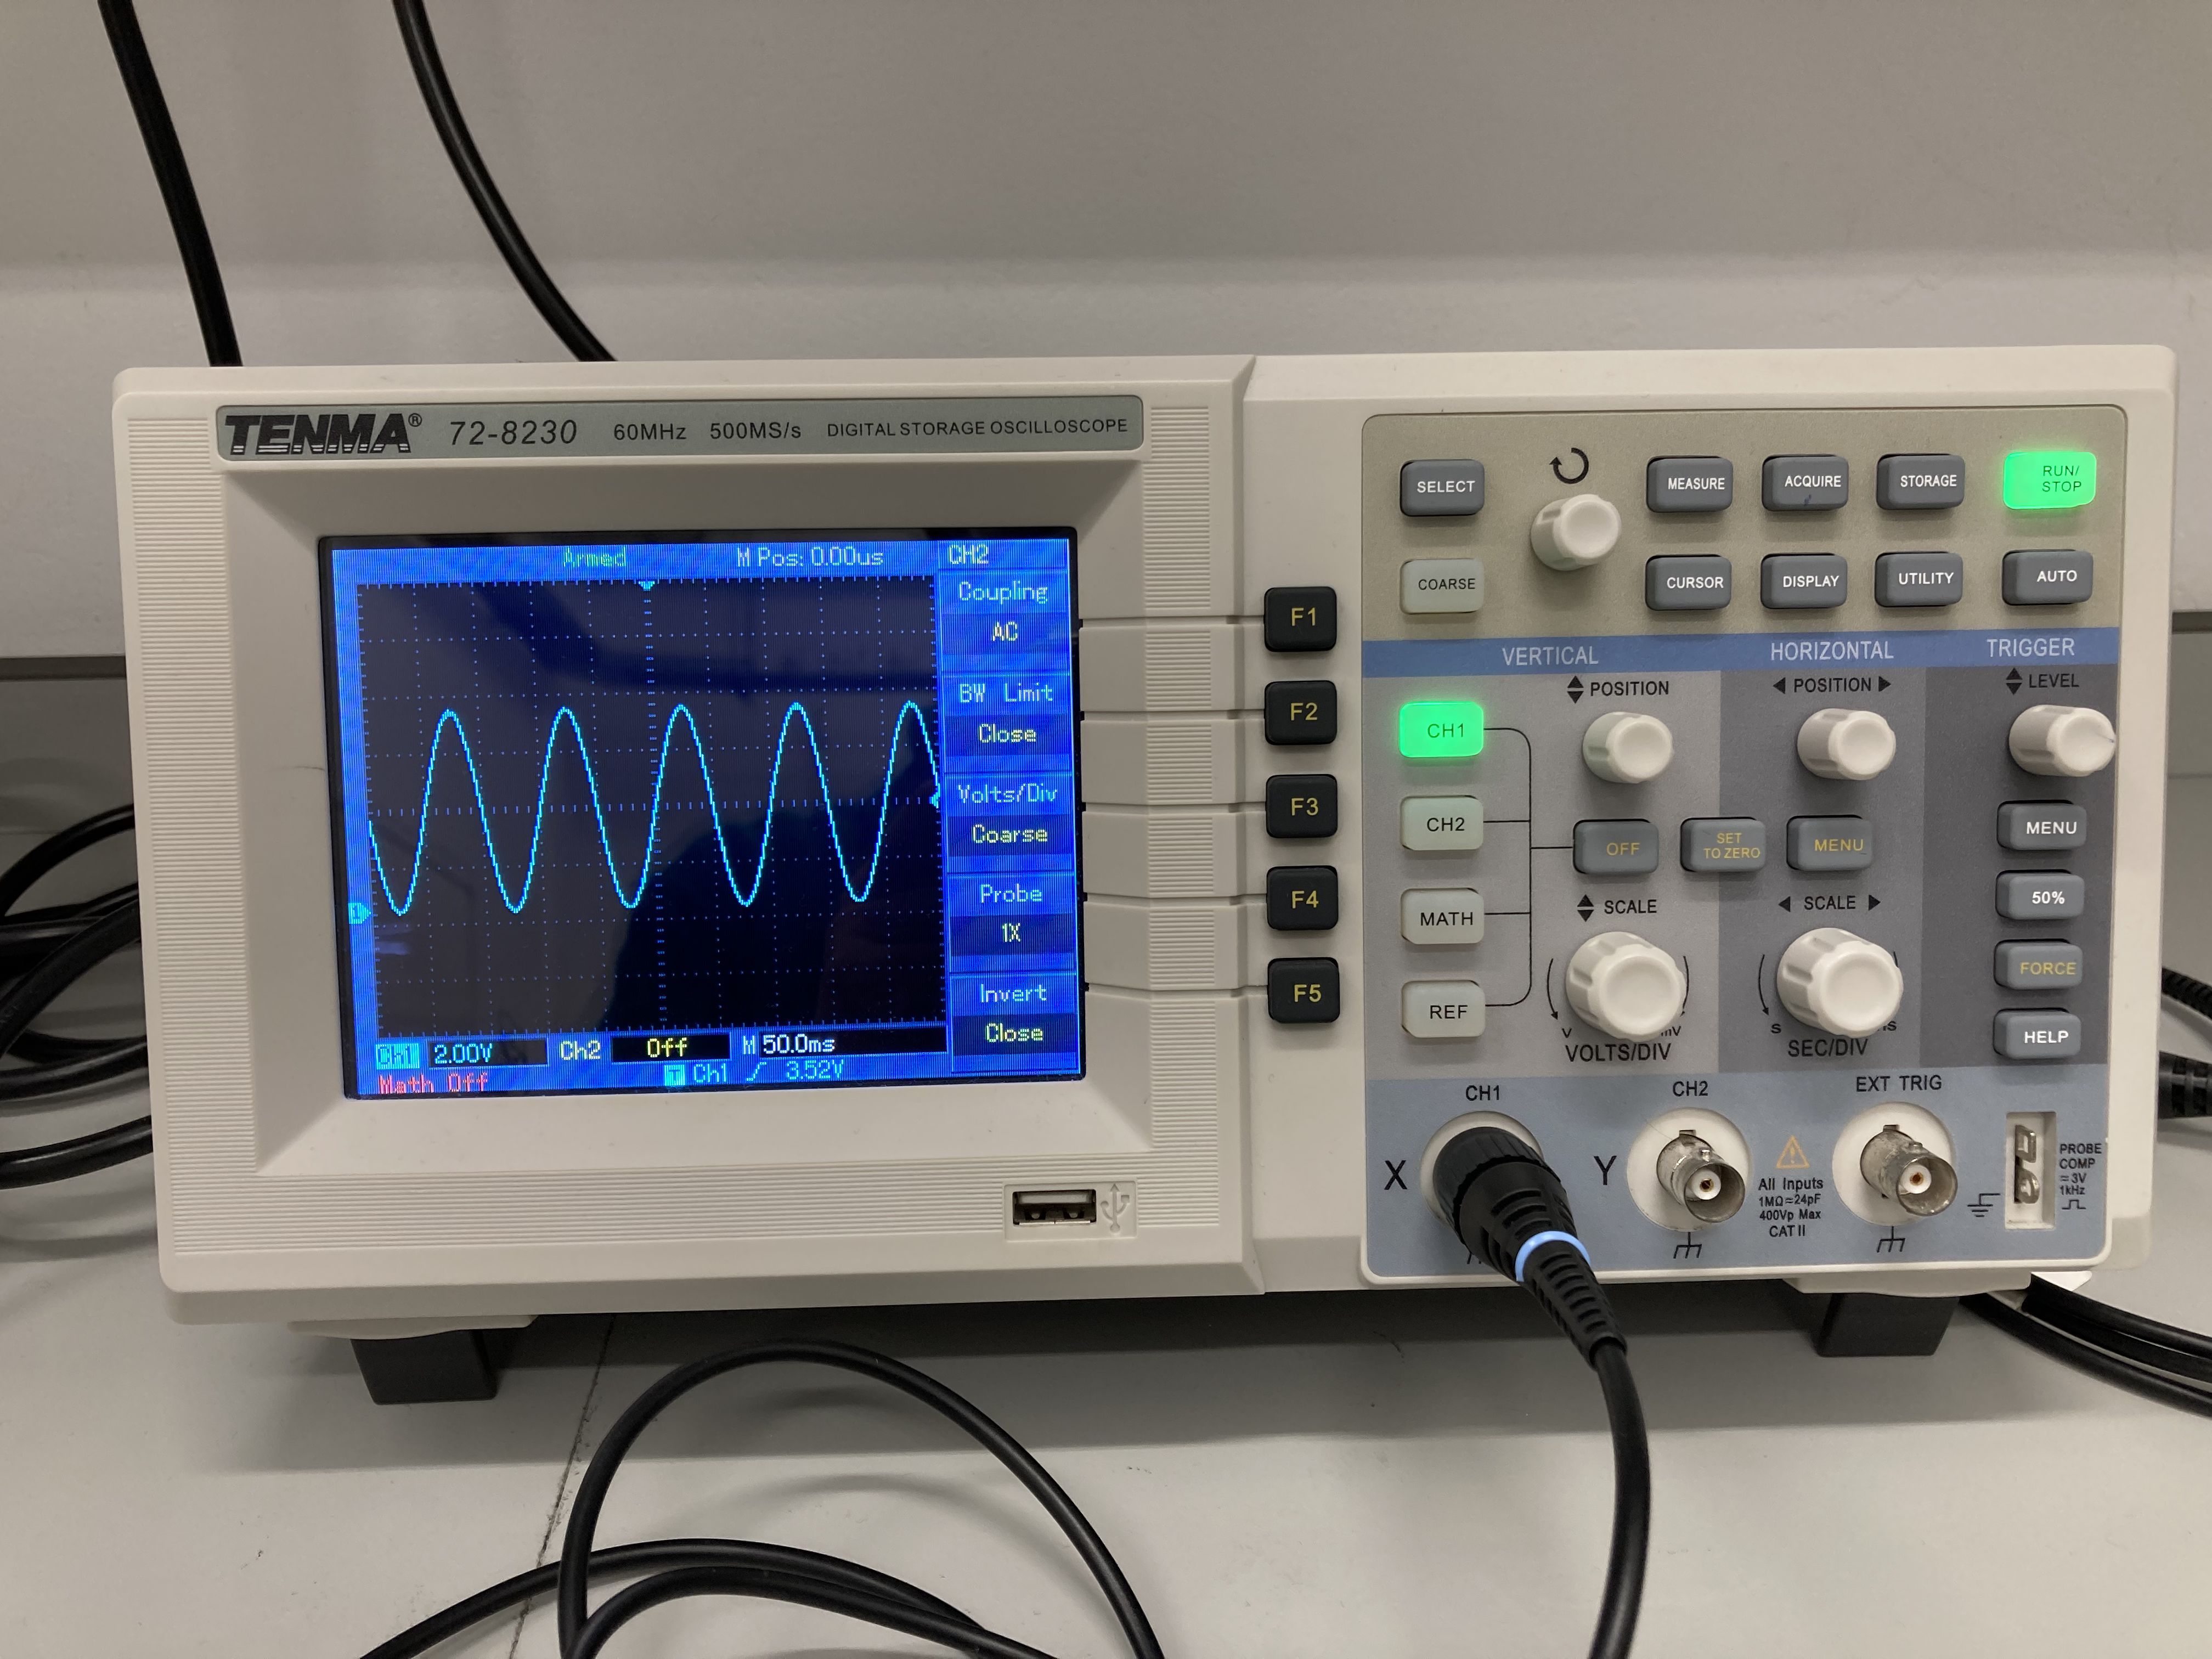 TENMA® 72-8230 60MHz 500MS/s DIGITAL STORAGE OSCILLOSCOPE
Armed M Pos: 0.00us CH2
Coupling
AC
BW Limit
Close
Volts/Div
Coarse
Probe
1X
Invert
Close
1
Ch1 2.00V Ch2 Off M 50.0ms
T Ch1 3.52V
Math Off
F1
F2
F3
F4
F5
SELECT
MEASURE
ACQUIRE
STORAGE
RUN/
STOP
COARSE
CURSOR
DISPLAY
UTILITY
AUTO
VERTICAL
HORIZONTAL
TRIGGER
POSITION
POSITION
LEVEL
CH1
CH2
MATH
REF
OFF
SET
TO ZERO
MENU
MENU
50%
FORCE
HELP
SCALE
SCALE
V mV
VOLTS/DIV
S ns
SEC/DIV
CH1
CH2
EXT TRIG
X
Y
All Inputs
1MΩ=24pF
400Vp Max
CAT II
PROBE
COMP
≃3V
1kHz